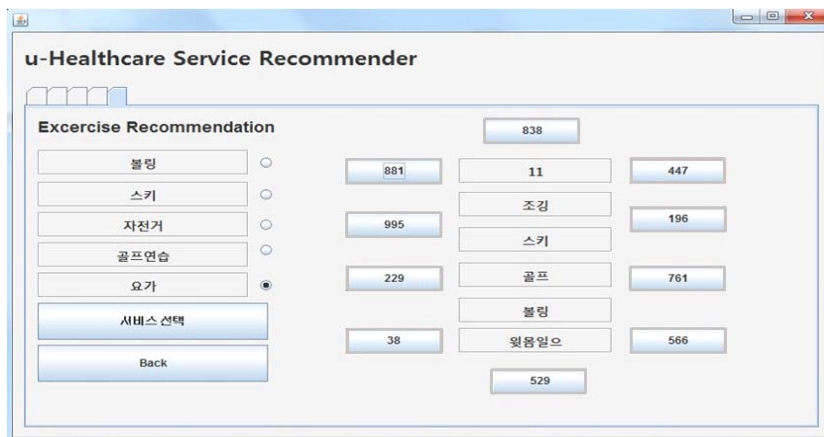 u-Healthcare Service Recommender
Excercise Recommendation
볼링
스키
자전거
골프연습
요가
서비스 선택
Back
838
881
11
447
조깅
995
196
스키
229
골프
761
볼링
38
윗몸일으
566
529